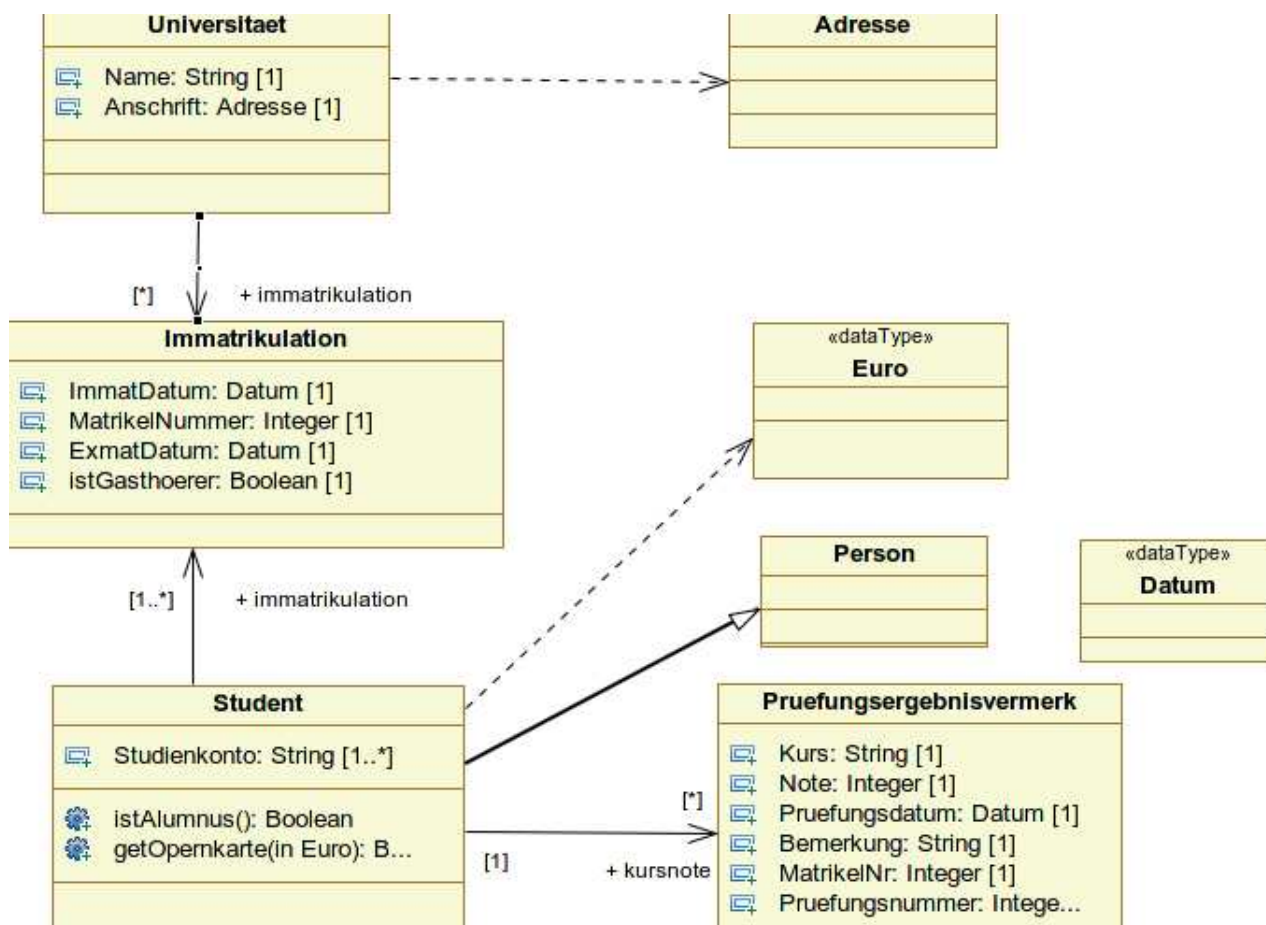 Universitaet
Name: String [1]
Anschrift: Adresse [1]
Adresse
[*]
+ immatrikulation
Immatrikulation
ImmatDatum: Datum [1]
MatrikelNummer: Integer [1]
ExmatDatum: Datum [1]
istGasthoerer: Boolean [1]
«dataType»
Euro
Person
«dataType»
Datum
[1..*]
+ immatrikulation
Student
Studienkonto: String [1..*]
istAlumnus(): Boolean
getOpernkarte(in Euro): B...
[1]
[*]
+ kursnote
Pruefungsergebnisvermerk
Kurs: String [1]
Note: Integer [1]
Pruefungsdatum: Datum [1]
Bemerkung: String [1]
MatrikelNr: Integer [1]
Pruefungsnummer: Intege...